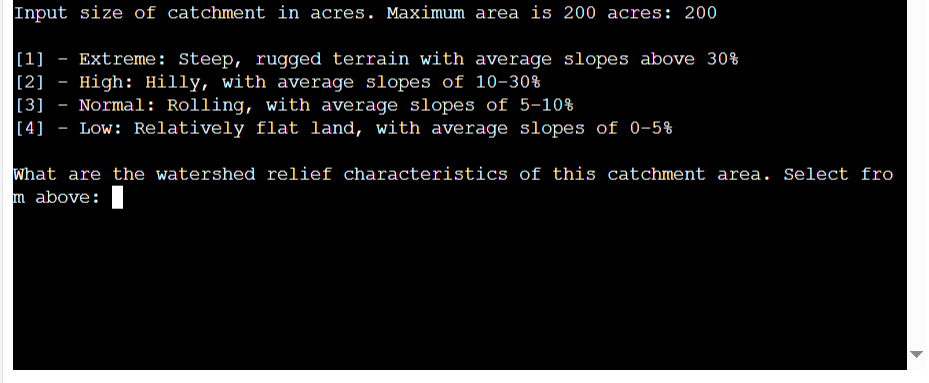 Input size of catchment in acres. Maximum area is 200 acres: 200
[1] - Extreme: Steep, rugged terrain with average slopes above 30%
[2] - High: Hilly, with average slopes of 10-30%
[3] - Normal: Rolling, with average slopes of 5-10%
[4] - Low: Relatively flat land, with average slopes of 0-5%
What are the watershed relief characteristics of this catchment area. Select fro
m above: